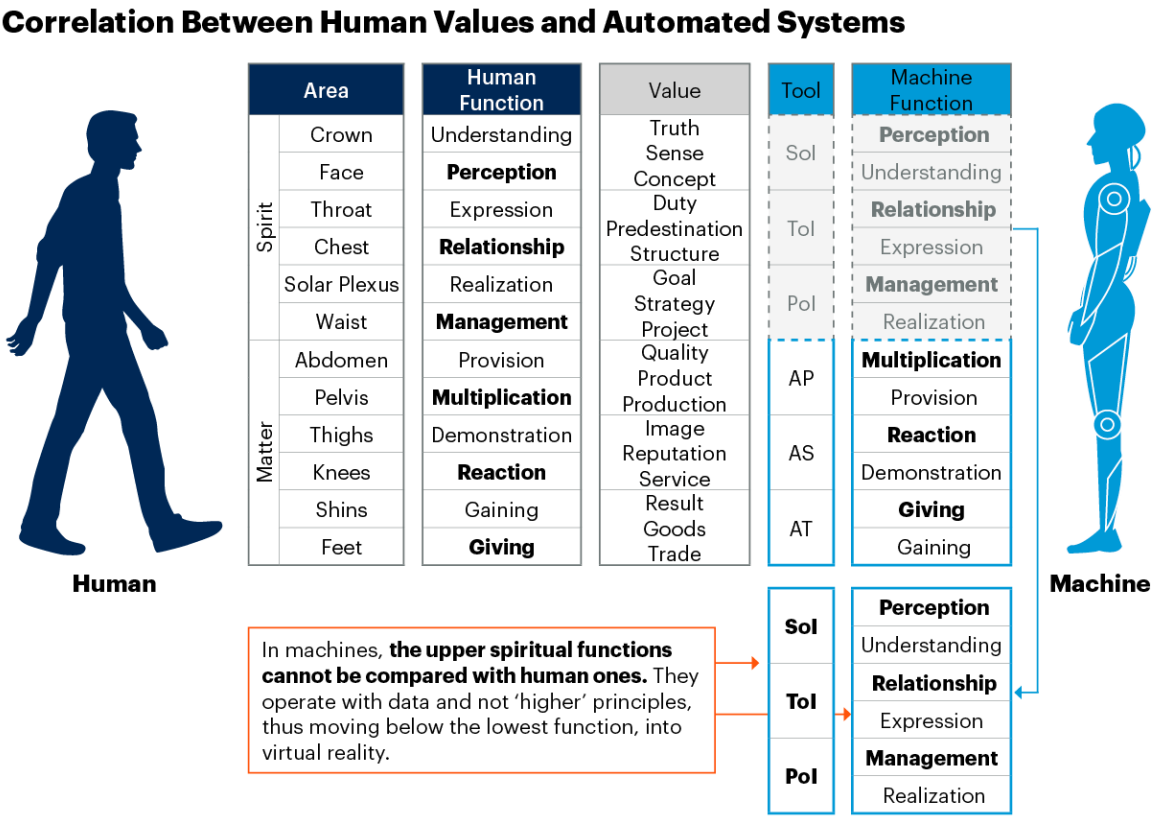 Correlation Between Human Values and Automated Systems
Area
Human
Function
Value
Tool
Machine
Function
Spirit
Crown
Understanding
Truth
Sense
Concept
SoI
Perception
Face
Perception
Understanding
Throat
Expression
Duty
Predestination
Structure
ToI
Relationship
Chest
Relationship
Expression
Solar Plexus
Realization
Goal
Strategy
Project
PoI
Management
Waist
Management
Realization
Matter
Abdomen
Provision
Quality
Product
Production
AP
Multiplication
Pelvis
Multiplication
Provision
Thighs
Demonstration
Image
Reputation
Service
AS
Reaction
Knees
Reaction
Demonstration
Shins
Gaining
Result
Goods
Trade
AT
Giving
Feet
Giving
Gaining
Human
Machine
In machines, the upper spiritual functions
cannot be compared with human ones. They
operate with data and not ‘higher’ principles,
thus moving below the lowest function, into
virtual reality.
SoI
Perception
Understanding
ToI
Relationship
Expression
PoI
Management
Realization